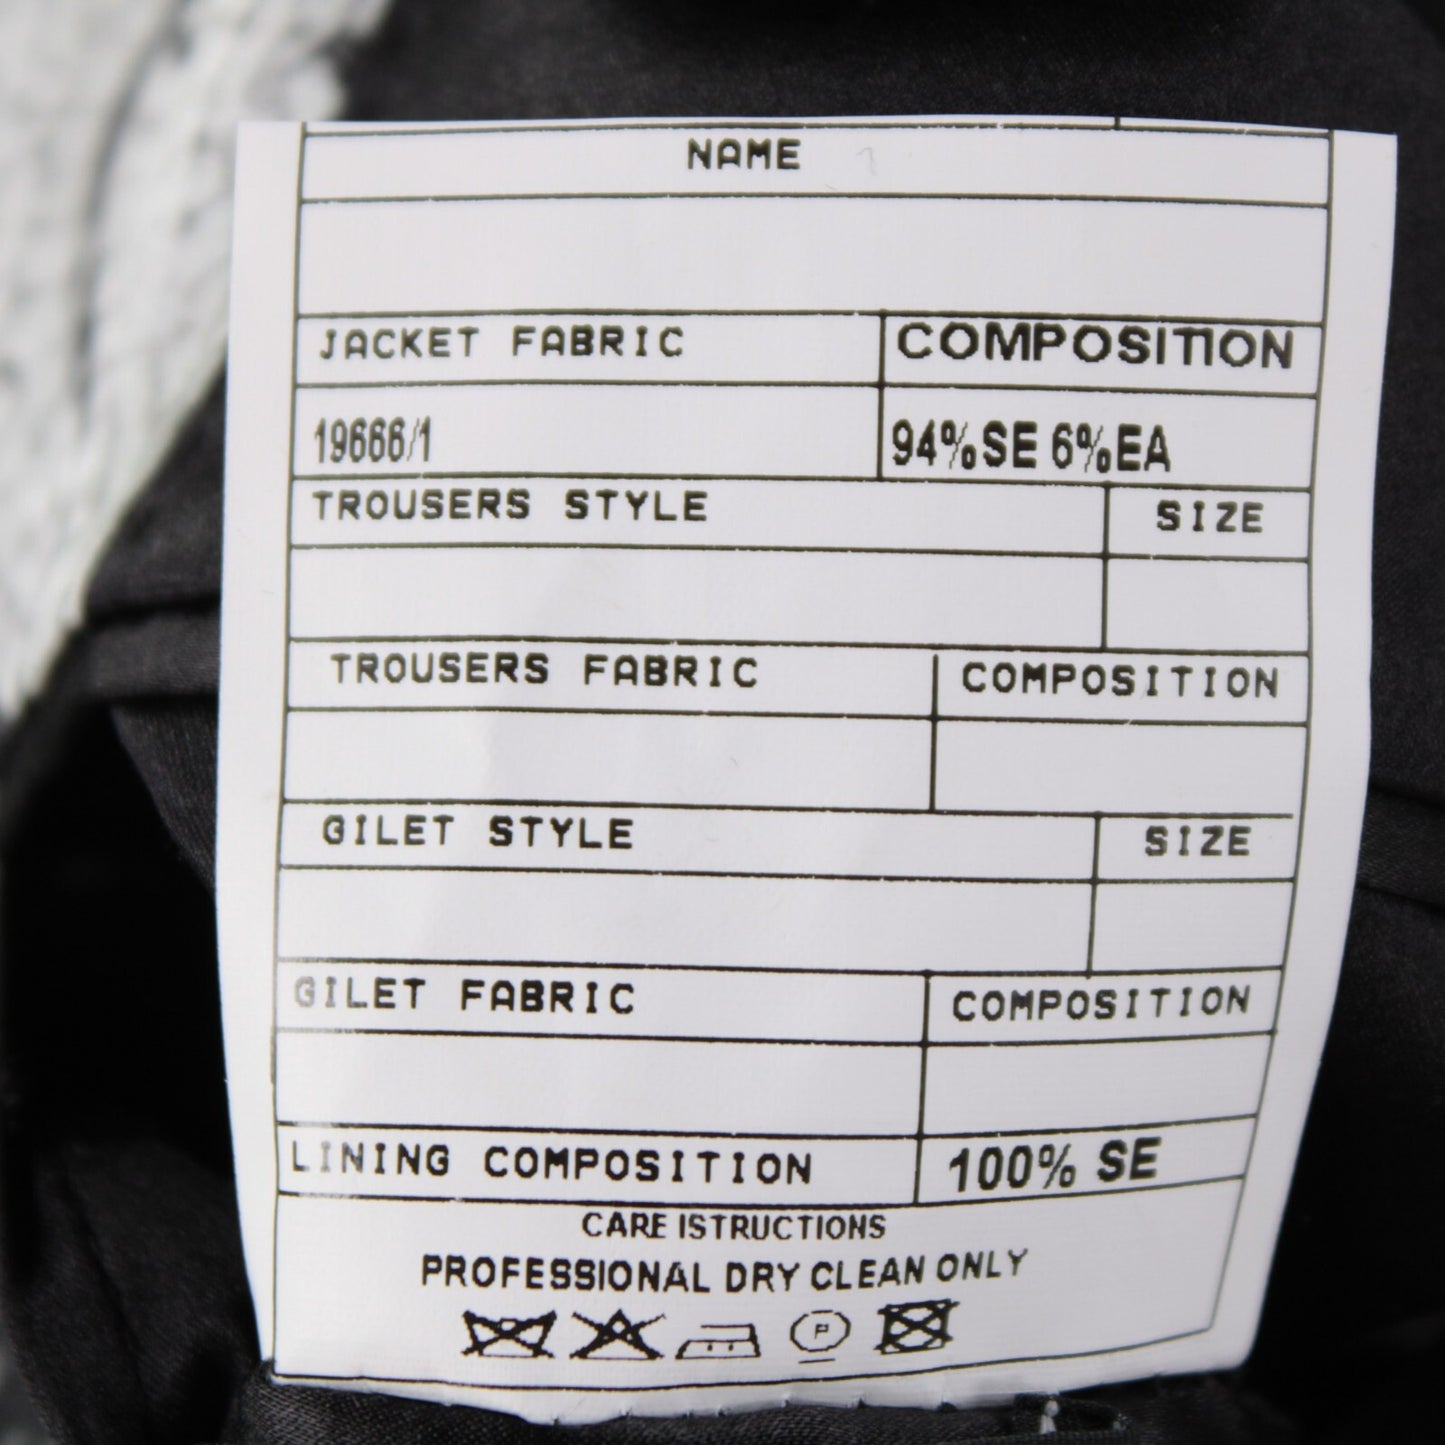 NAME
JACKET FABRIC COMPOSITION
19666/1 94%SE 6%EA
TROUSERS STYLE SIZE
TROUSERS FABRIC COMPOSITION
GILET STYLE SIZE
GILET FABRIC COMPOSITION
LINING COMPOSITION 100% SE
CARE ISTRUCTIONS
PROFESSIONAL DRY CLEAN ONLY
P